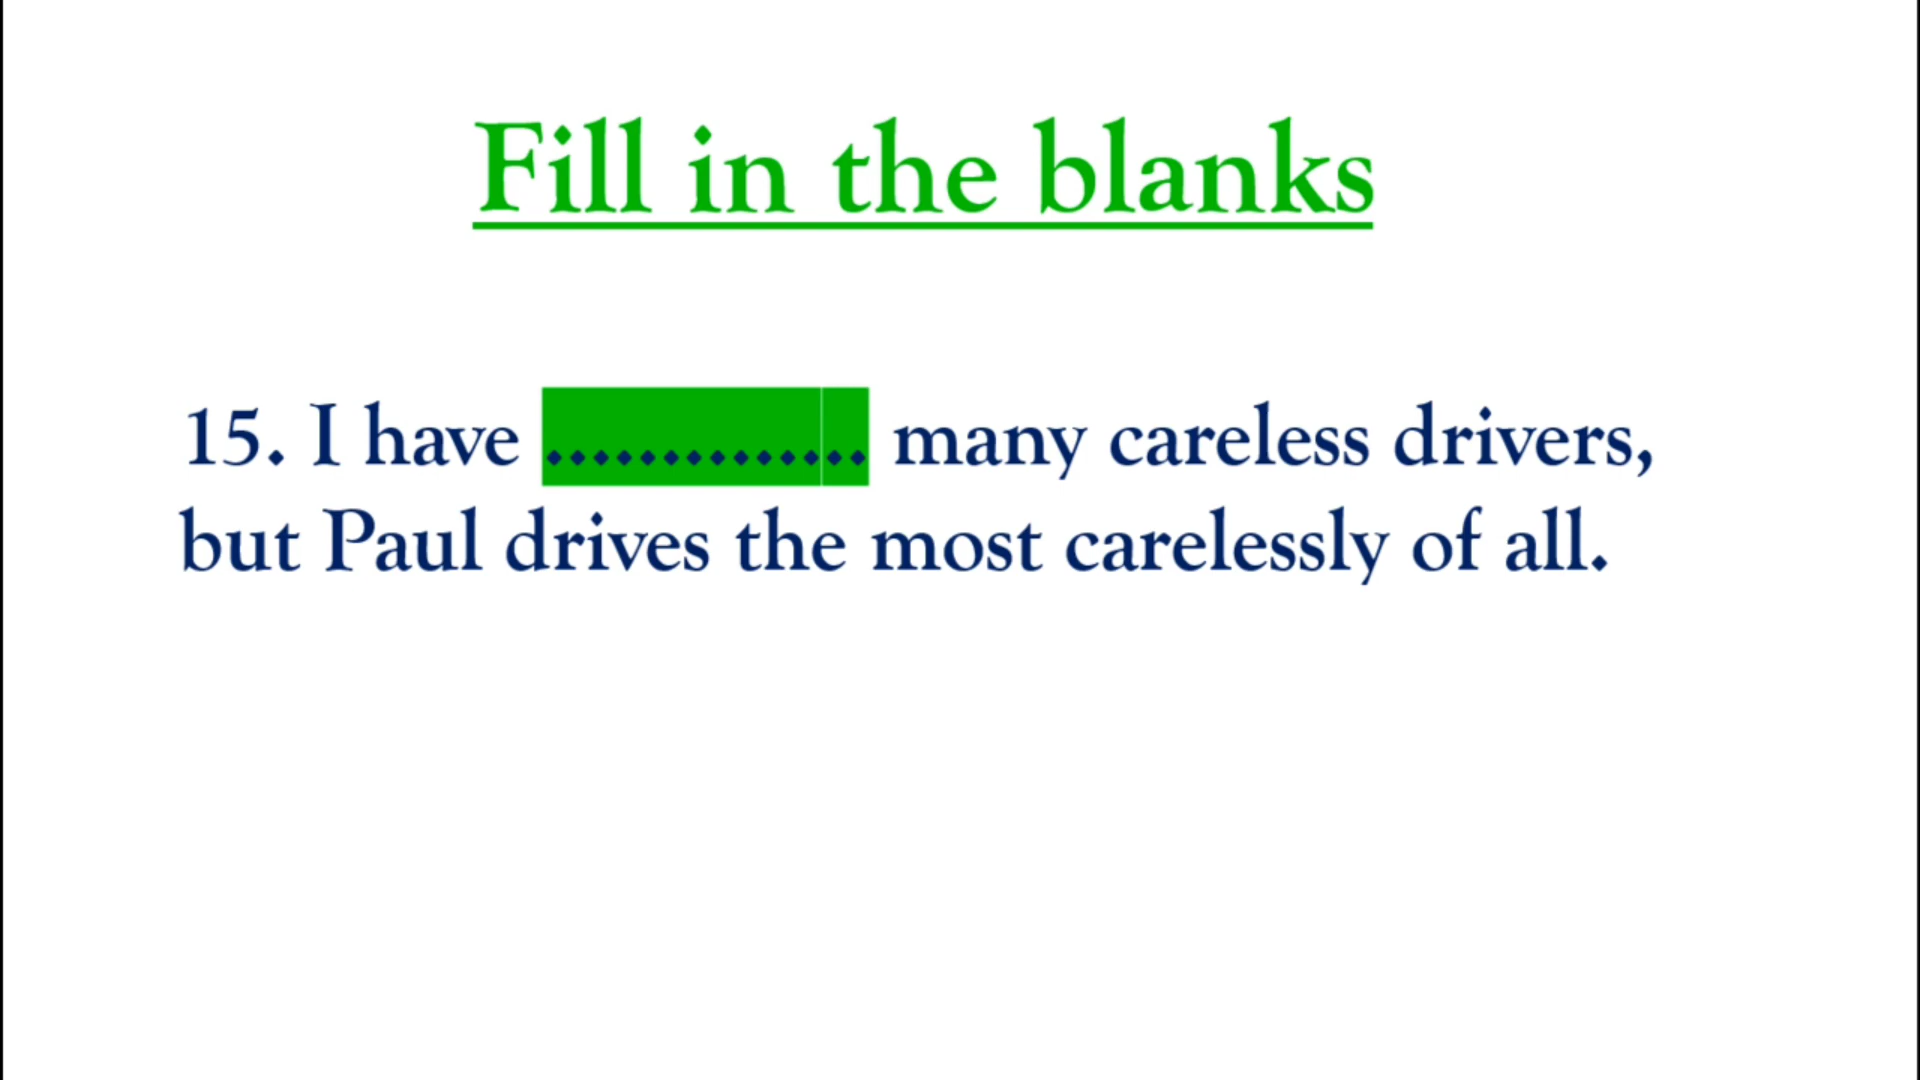 Fill in the blanks
15. I have .............. many careless drivers,
but Paul drives the most carelessly of all.